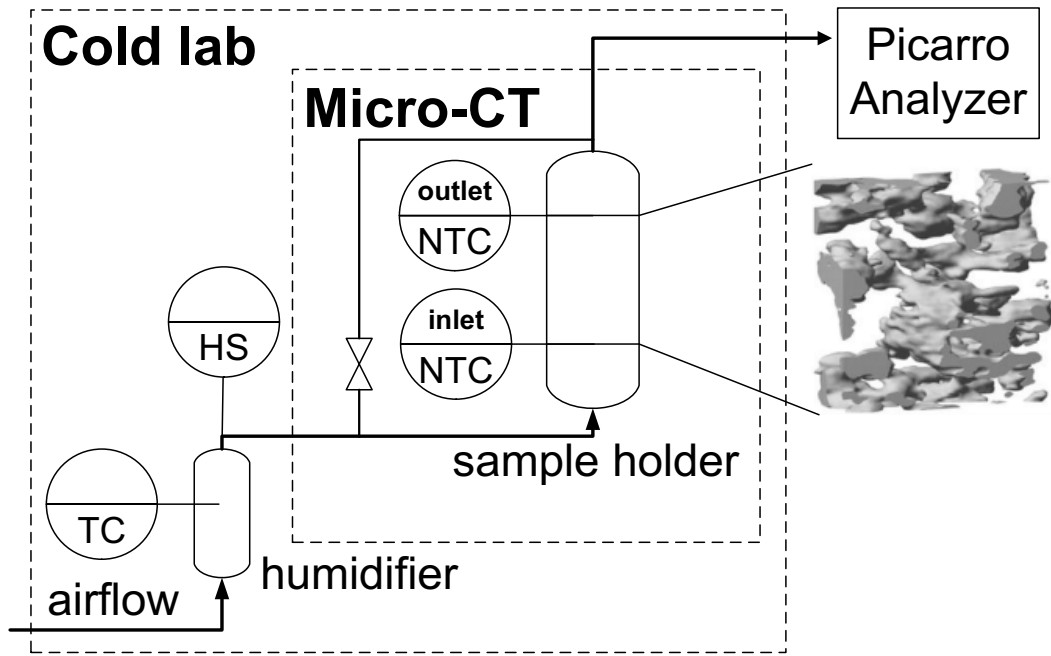 Cold lab
Picarro
Analyzer
Micro-CT
outlet
NTC
inlet
NTC
HS
sample holder
TC
humidifier
airflow